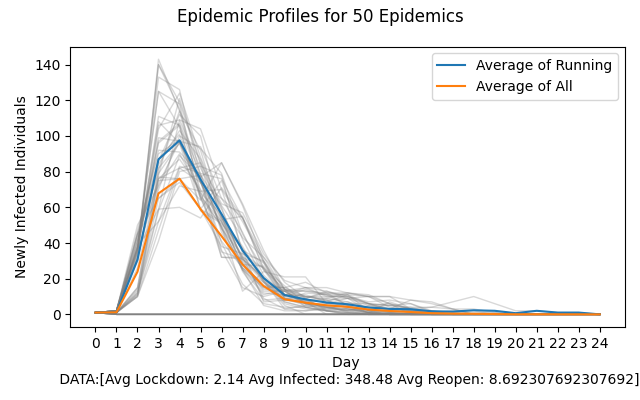 Epidemic Profiles for 50 Epidemics
Average of Running
Average of All
Newly Infected Individuals
140
120
100
80
60
40
20
0
0 1 2 3 4 5 6 7 8 9 10 11 12 13 14 15 16 17 18 19 20 21 22 23 24
Day
DATA:[Avg Lockdown: 2.14 Avg Infected: 348.48 Avg Reopen: 8.692307692307692]